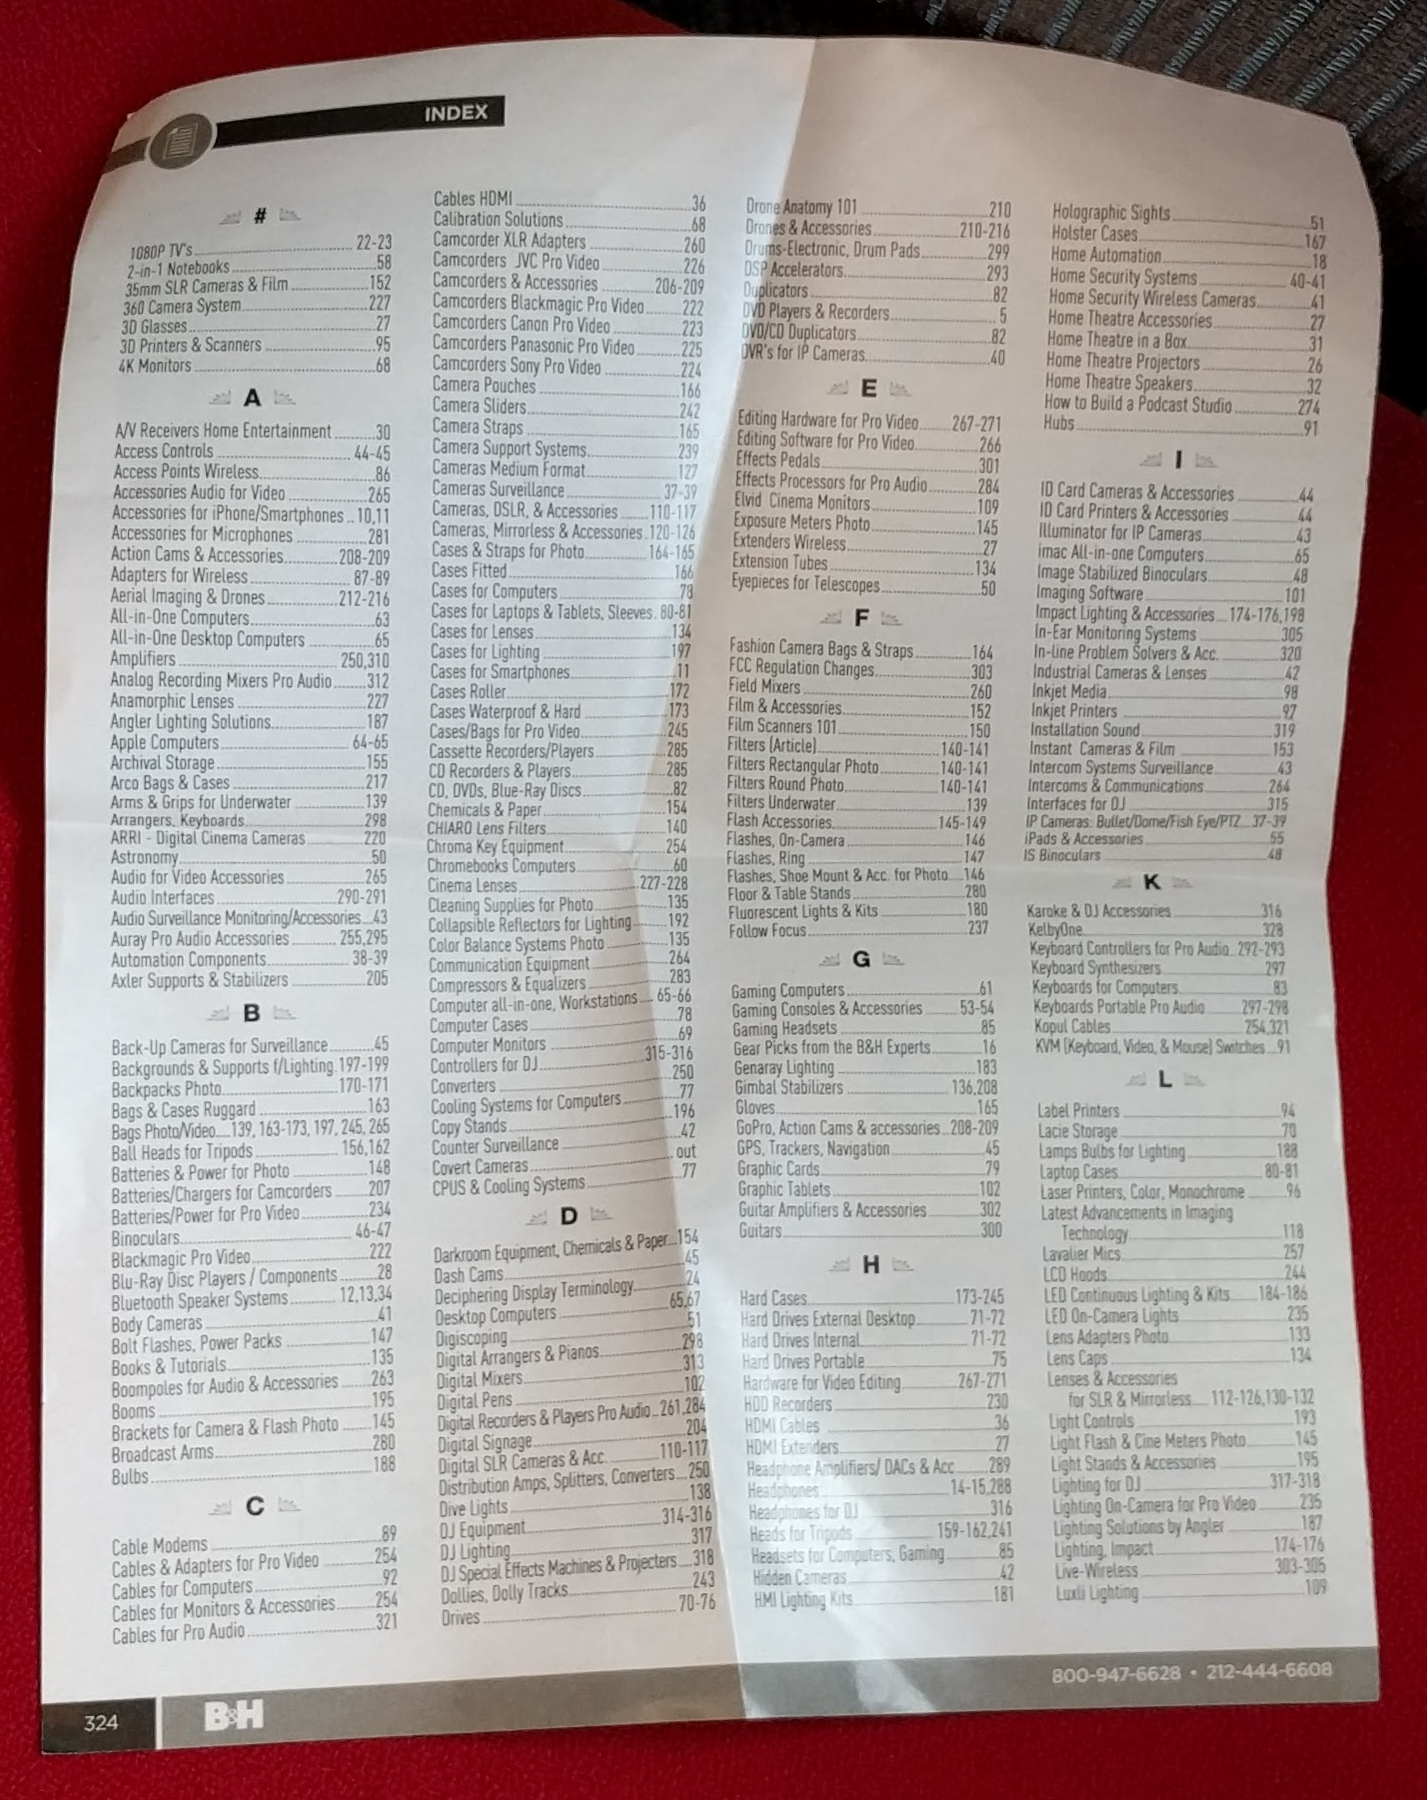 INDEX
#
1080P TV's 22-23
2-in-1 Notebooks 58
35mm SLR Cameras & Film 152
360 Camera System 227
3D Glasses 27
3D Printers & Scanners 95
4K Monitors 68
A
A/V Receivers Home Entertainment 30
Access Controls 44-45
Access Points Wireless 86
Accessories Audio for Video 265
Accessories for iPhone/Smartphones 10,11
Accessories for Microphones 281
Action Cams & Accessories 208-209
Adapters for Wireless 87-89
Aerial Imaging & Drones 212-216
All-in-One Computers 63
All-in-One Desktop Computers 65
Amplifiers 250,310
Analog Recording Mixers Pro Audio 312
Anamorphic Lenses 227
Angler Lighting Solutions 187
Apple Computers 64-65
Archival Storage 155
Arco Bags & Cases 217
Arms & Grips for Underwater 139
Arrangers, Keyboards 298
ARRI - Digital Cinema Cameras 220
Astronomy 50
Audio for Video Accessories 265
Audio Interfaces 290-291
Audio Surveillance Monitoring/Accessories 43
Auray Pro Audio Accessories 255,295
Automation Components 38-39
Axler Supports & Stabilizers 205
B
Back-Up Cameras for Surveillance 45
Backgrounds & Supports f/Lighting 197-199
Backpacks Photo 170-171
Bags & Cases Ruggard 163
Bags Photo/Video 139, 163-173, 197, 245, 265
Ball Heads for Tripods 156,162
Batteries & Power for Photo 148
Batteries/Chargers for Camcorders 207
Batteries/Power for Pro Video 234
Binoculars 46-47
Blackmagic Pro Video 222
Blu-Ray Disc Players / Components 28
Bluetooth Speaker Systems 12,13,34
Body Cameras 41
Bolt Flashes, Power Packs 147
Books & Tutorials 135
Boompoles for Audio & Accessories 263
Booms 195
Brackets for Camera & Flash Photo 145
Broadcast Arms 280
Bulbs 188
C
Cable Modems 89
Cables & Adapters for Pro Video 254
Cables for Computers 92
Cables for Monitors & Accessories 254
Cables for Pro Audio 321
Cables HDMI 36
Calibration Solutions 68
Camcorder XLR Adapters 260
Camcorders JVC Pro Video 226
Camcorders & Accessories 206-209
Camcorders Blackmagic Pro Video 222
Camcorders Canon Pro Video 223
Camcorders Panasonic Pro Video 225
Camcorders Sony Pro Video 224
Camera Pouches 166
Camera Sliders 242
Camera Straps 165
Camera Support Systems 239
Cameras Medium Format 127
Cameras Surveillance 37-39
Cameras, DSLR, & Accessories 110-117
Cameras, Mirrorless & Accessories 120-126
Cases & Straps for Photo 164-165
Cases Fitted 166
Cases for Computers 78
Cases for Laptops & Tablets, Sleeves 80-81
Cases for Lenses 134
Cases for Lighting 197
Cases for Smartphones 11
Cases Roller 172
Cases Waterproof & Hard 173
Cases/Bags for Pro Video 245
Cassette Recorders/Players 285
CD Recorders & Players 285
CD, DVDs, Blue-Ray Discs 82
Chemicals & Paper 154
CHIARO Lens Filters 140
Chroma Key Equipment 254
Chromebooks Computers 60
Cinema Lenses 227-228
Cleaning Supplies for Photo 135
Collapsible Reflectors for Lighting 192
Color Balance Systems Photo 135
Communication Equipment 264
Compressors & Equalizers 283
Computer all-in-one, Workstations 65-66
Computer Cases 78
Computer Monitors 69
Controllers for DJ 315-316
Converters 250
Cooling Systems for Computers 77
Copy Stands 196
Counter Surveillance 42
Covert Cameras out
CPUS & Cooling Systems 77
D
Darkroom Equipment, Chemicals & Paper 154
Dash Cams 45
Deciphering Display Terminology 24
Desktop Computers 65,67
Digiscoping 51
Digital Arrangers & Pianos 298
Digital Mixers 313
Digital Pens 102
Digital Recorders & Players Pro Audio 261,284
Digital Signage 204
Digital SLR Cameras & Acc. 110-117
Distribution Amps, Splitters, Converters 250
Dive Lights 138
DJ Equipment 314-316
DJ Lighting 317
DJ Special Effects Machines & Projecters 318
Dollies, Dolly Tracks 243
Drives 70-76
Drone Anatomy 101 210
Drones & Accessories 210-216
Drums-Electronic, Drum Pads 299
DSP Accelerators 293
Duplicators 82
DVD Players & Recorders 5
DVD/CD Duplicators 82
DVR's for IP Cameras 40
E
Editing Hardware for Pro Video 267-271
Editing Software for Pro Video 266
Effects Pedals 301
Effects Processors for Pro Audio 284
Elvid Cinema Monitors 109
Exposure Meters Photo 145
Extenders Wireless 27
Extension Tubes 134
Eyepieces for Telescopes 50
F
Fashion Camera Bags & Straps 164
FCC Regulation Changes 303
Field Mixers 260
Film & Accessories 152
Film Scanners 101 150
Filters (Article) 140-141
Filters Rectangular Photo 140-141
Filters Round Photo 140-141
Filters Underwater 139
Flash Accessories 145-149
Flashes, On-Camera 146
Flashes, Ring 147
Flashes, Shoe Mount & Acc. for Photo 146
Floor & Table Stands 280
Fluorescent Lights & Kits 180
Follow Focus 237
G
Gaming Computers 61
Gaming Consoles & Accessories 53-54
Gaming Headsets 85
Gear Picks from the B&H Experts 16
Genaray Lighting 183
Gimbal Stabilizers 136,208
Gloves 165
GoPro, Action Cams & accessories 208-209
GPS, Trackers, Navigation 45
Graphic Cards 79
Graphic Tablets 102
Guitar Amplifiers & Accessories 302
Guitars 300
H
Hard Cases 173-245
Hard Drives External Desktop 71-72
Hard Drives Internal 71-72
Hard Drives Portable 75
Hardware for Video Editing 267-271
HDD Recorders 230
HDMI Cables 36
HDMI Extenders 27
Headphone Amplifiers/ DACs & Acc 289
Headphones 14-15,288
Headphones for DJ 316
Heads for Tripods 159-162,241
Headsets for Computers, Gaming 85
Hidden Cameras 42
HMI Lighting Kits 181
Holographic Sights 51
Holster Cases 167
Home Automation 18
Home Security Systems 40-41
Home Security Wireless Cameras 41
Home Theatre Accessories 27
Home Theatre in a Box 31
Home Theatre Projectors 26
Home Theatre Speakers 32
How to Build a Podcast Studio 274
Hubs 91
I
ID Card Cameras & Accessories 44
ID Card Printers & Accessories 44
Illuminator for IP Cameras 43
imac All-in-one Computers 65
Image Stabilized Binoculars 48
Imaging Software 101
Impact Lighting & Accessories 174-176,198
In-Ear Monitoring Systems 305
In-line Problem Solvers & Acc. 320
Industrial Cameras & Lenses 42
Inkjet Media 98
Inkjet Printers 97
Installation Sound 319
Instant Cameras & Film 153
Intercom Systems Surveillance 43
Intercoms & Communications 264
Interfaces for DJ 315
IP Cameras: Bullet/Dome/Fish Eye/PTZ 37-39
iPads & Accessories 55
IS Binoculars 48
K
Karoke & DJ Accessories 316
KelbyOne 328
Keyboard Controllers for Pro Audio 292-293
Keyboard Synthesizers 297
Keyboards for Computers 83
Keyboards Portable Pro Audio 297-298
Kopul Cables 254,321
KVM (Keyboard, Video, & Mouse) Switches 91
L
Label Printers 94
Lacie Storage 70
Lamps Bulbs for Lighting 188
Laptop Cases 80-81
Laser Printers, Color, Monochrome 96
Latest Advancements in Imaging
Technology 118
Lavalier Mics 257
LCD Hoods 244
LED Continuous Lighting & Kits 184-186
LED On-Camera Lights 235
Lens Adapters Photo 133
Lens Caps 134
Lenses & Accessories
for SLR & Mirrorless 112-126,130-132
Light Controls 193
Light Flash & Cine Meters Photo 145
Light Stands & Accessories 195
Lighting for DJ 317-318
Lighting On-Camera for Pro Video 235
Lighting Solutions by Angler 187
Lighting, Impact 174-176
Live-Wireless 303-305
Luxli Lighting 109
324
B&H
800-947-6628 • 212-444-6608